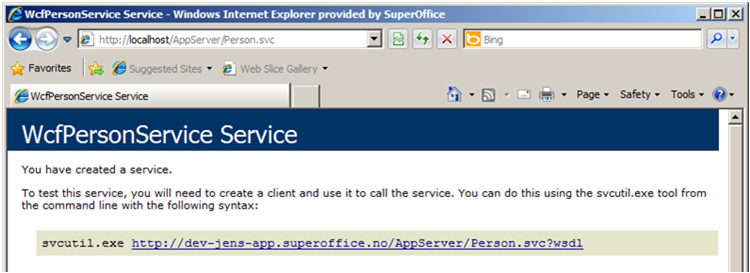 WcfPersonService Service - Windows Internet Explorer provided by SuperOffice
http://localhost/AppServer/Person.svc
Bing
Favorites Suggested Sites Web Slice Gallery
WcfPersonService Service Page Safety Tools
WcfPersonService Service
You have created a service.
To test this service, you will need to create a client and use it to call the service. You can do this using the svcutil.exe tool from
the command line with the following syntax:
svcutil.exe http://dev-jens-app.superoffice.no/AppServer/Person.svc?wsdl